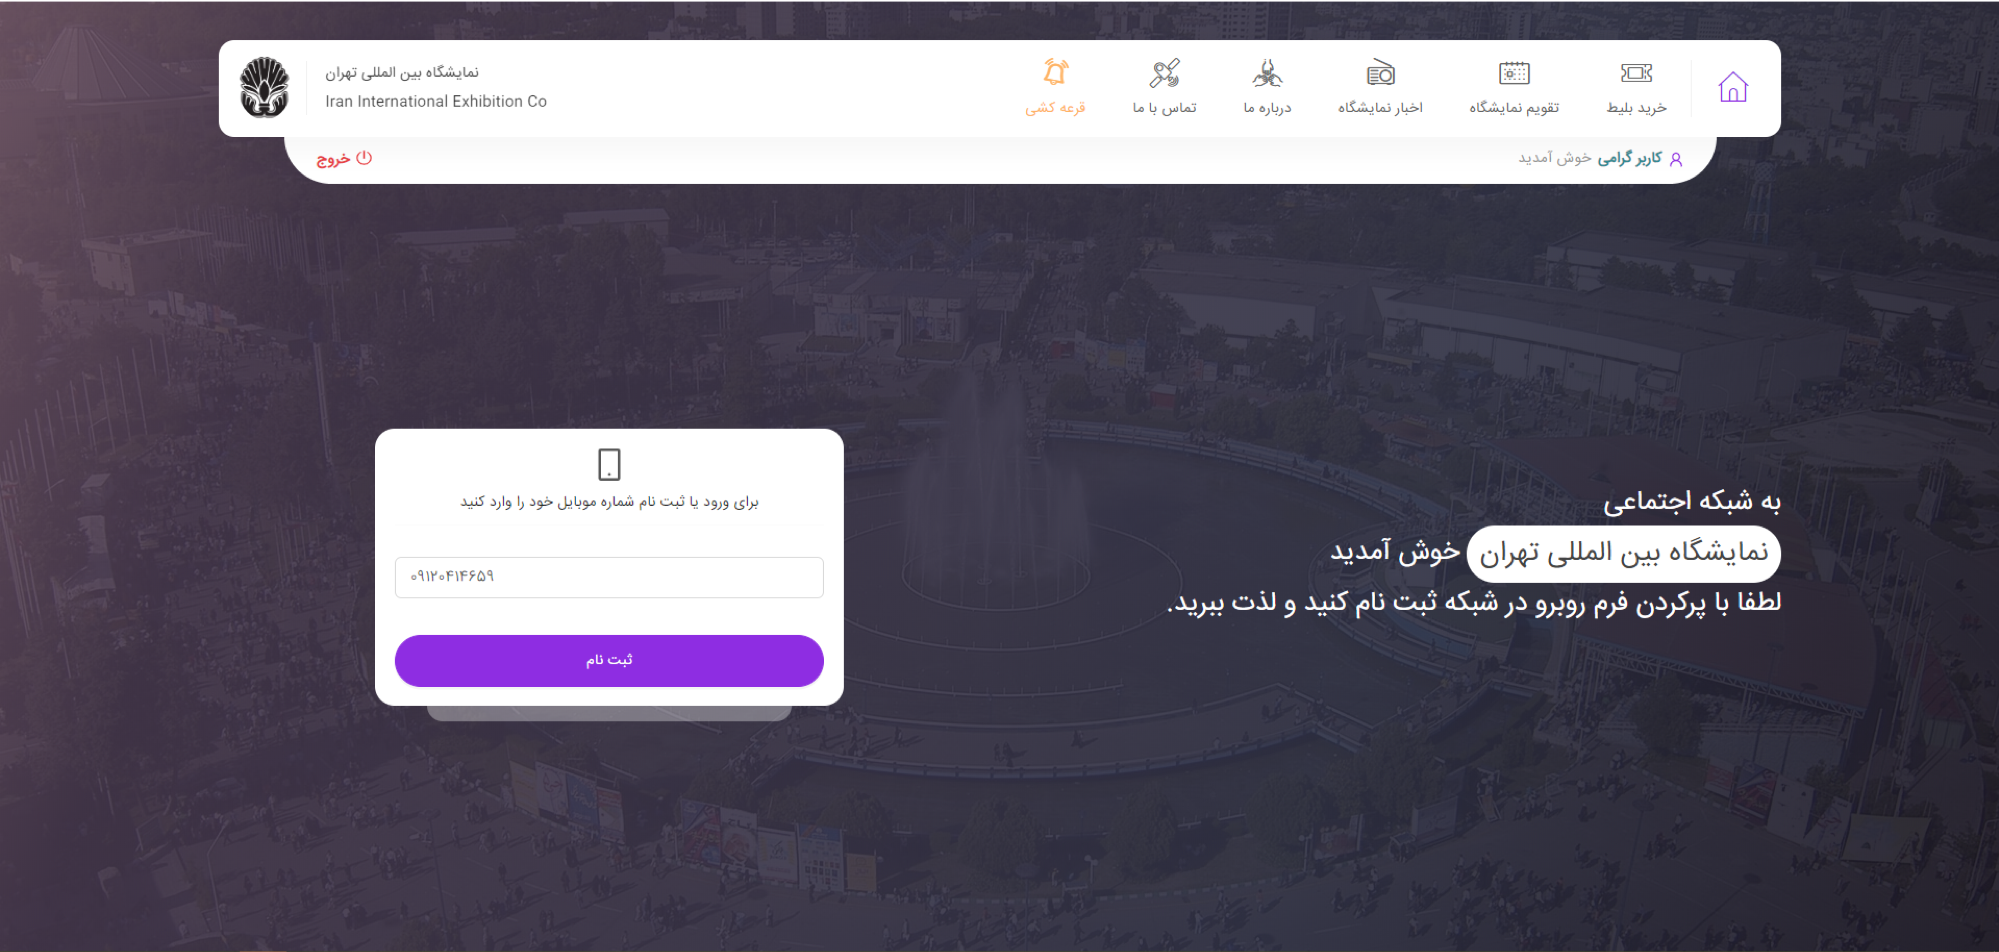 نمایشگاه بین المللی تهران
Iran International Exhibition Co
خرید بلیط
تقویم نمایشگاه
اخبار نمایشگاه
درباره ما
تماس با ما
قرعه کشی
کاربر گرامی خوش آمدید
خروج
به شبکه اجتماعی
نمایشگاه بین المللی تهران خوش آمدید
لطفا با پرکردن فرم روبرو در شبکه ثبت نام کنید و لذت ببرید.
برای ورود یا ثبت نام شماره موبایل خود را وارد کنید
۰۹۱۲۰۴۱۴۶۵۹
ثبت نام